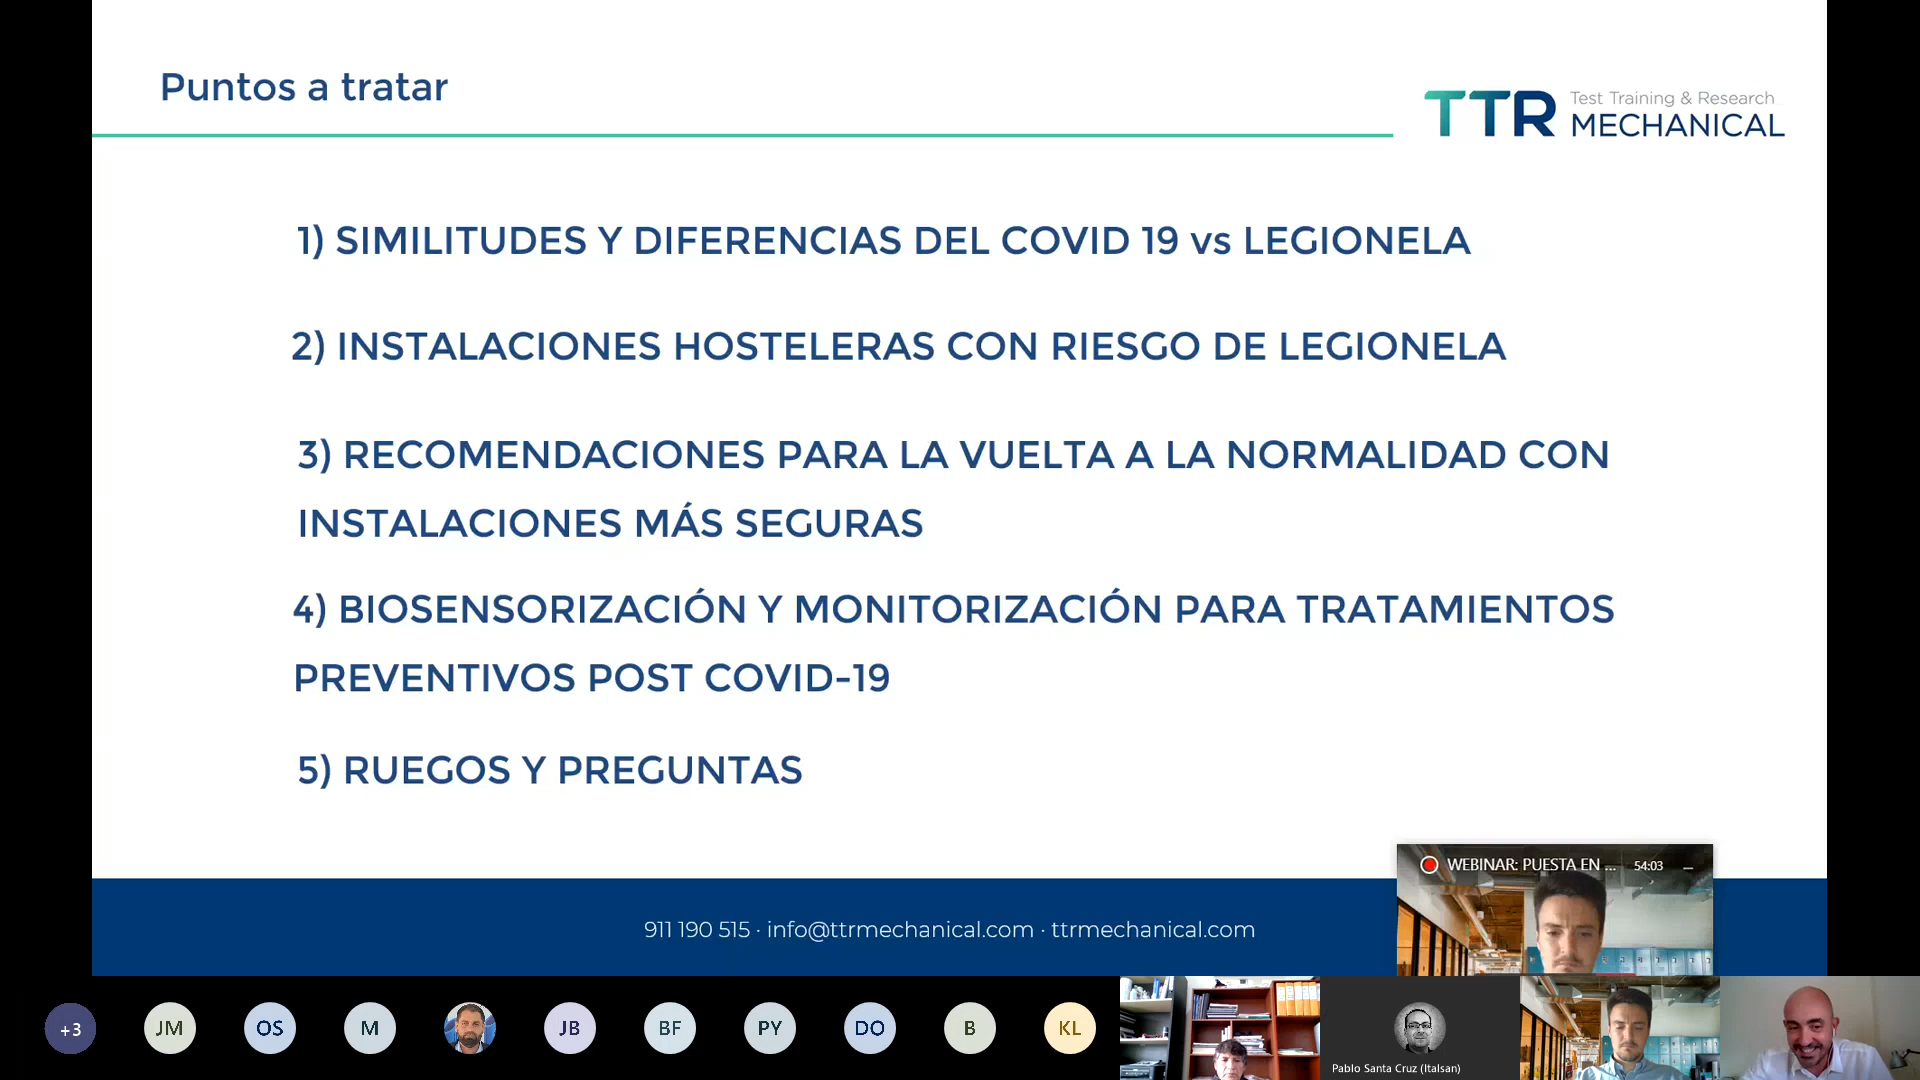 Puntos a tratar
TTR Test Training & Research
MECHANICAL
1) SIMILITUDES Y DIFERENCIAS DEL COVID 19 vs LEGIONELA
2) INSTALACIONES HOSTELERAS CON RIESGO DE LEGIONELA
3) RECOMENDACIONES PARA LA VUELTA A LA NORMALIDAD CON
INSTALACIONES MÁS SEGURAS
4) BIOSENSORIZACIÓN Y MONITORIZACIÓN PARA TRATAMIENTOS
PREVENTIVOS POST COVID-19
5) RUEGOS Y PREGUNTAS
WEBINAR: PUESTA EN ... 54:03
911 190 515 · info@ttrmechanical.com · ttrmechanical.com
+3 JM OS M JB BF PY DO B KL
Pablo Santa Cruz (Italsan)